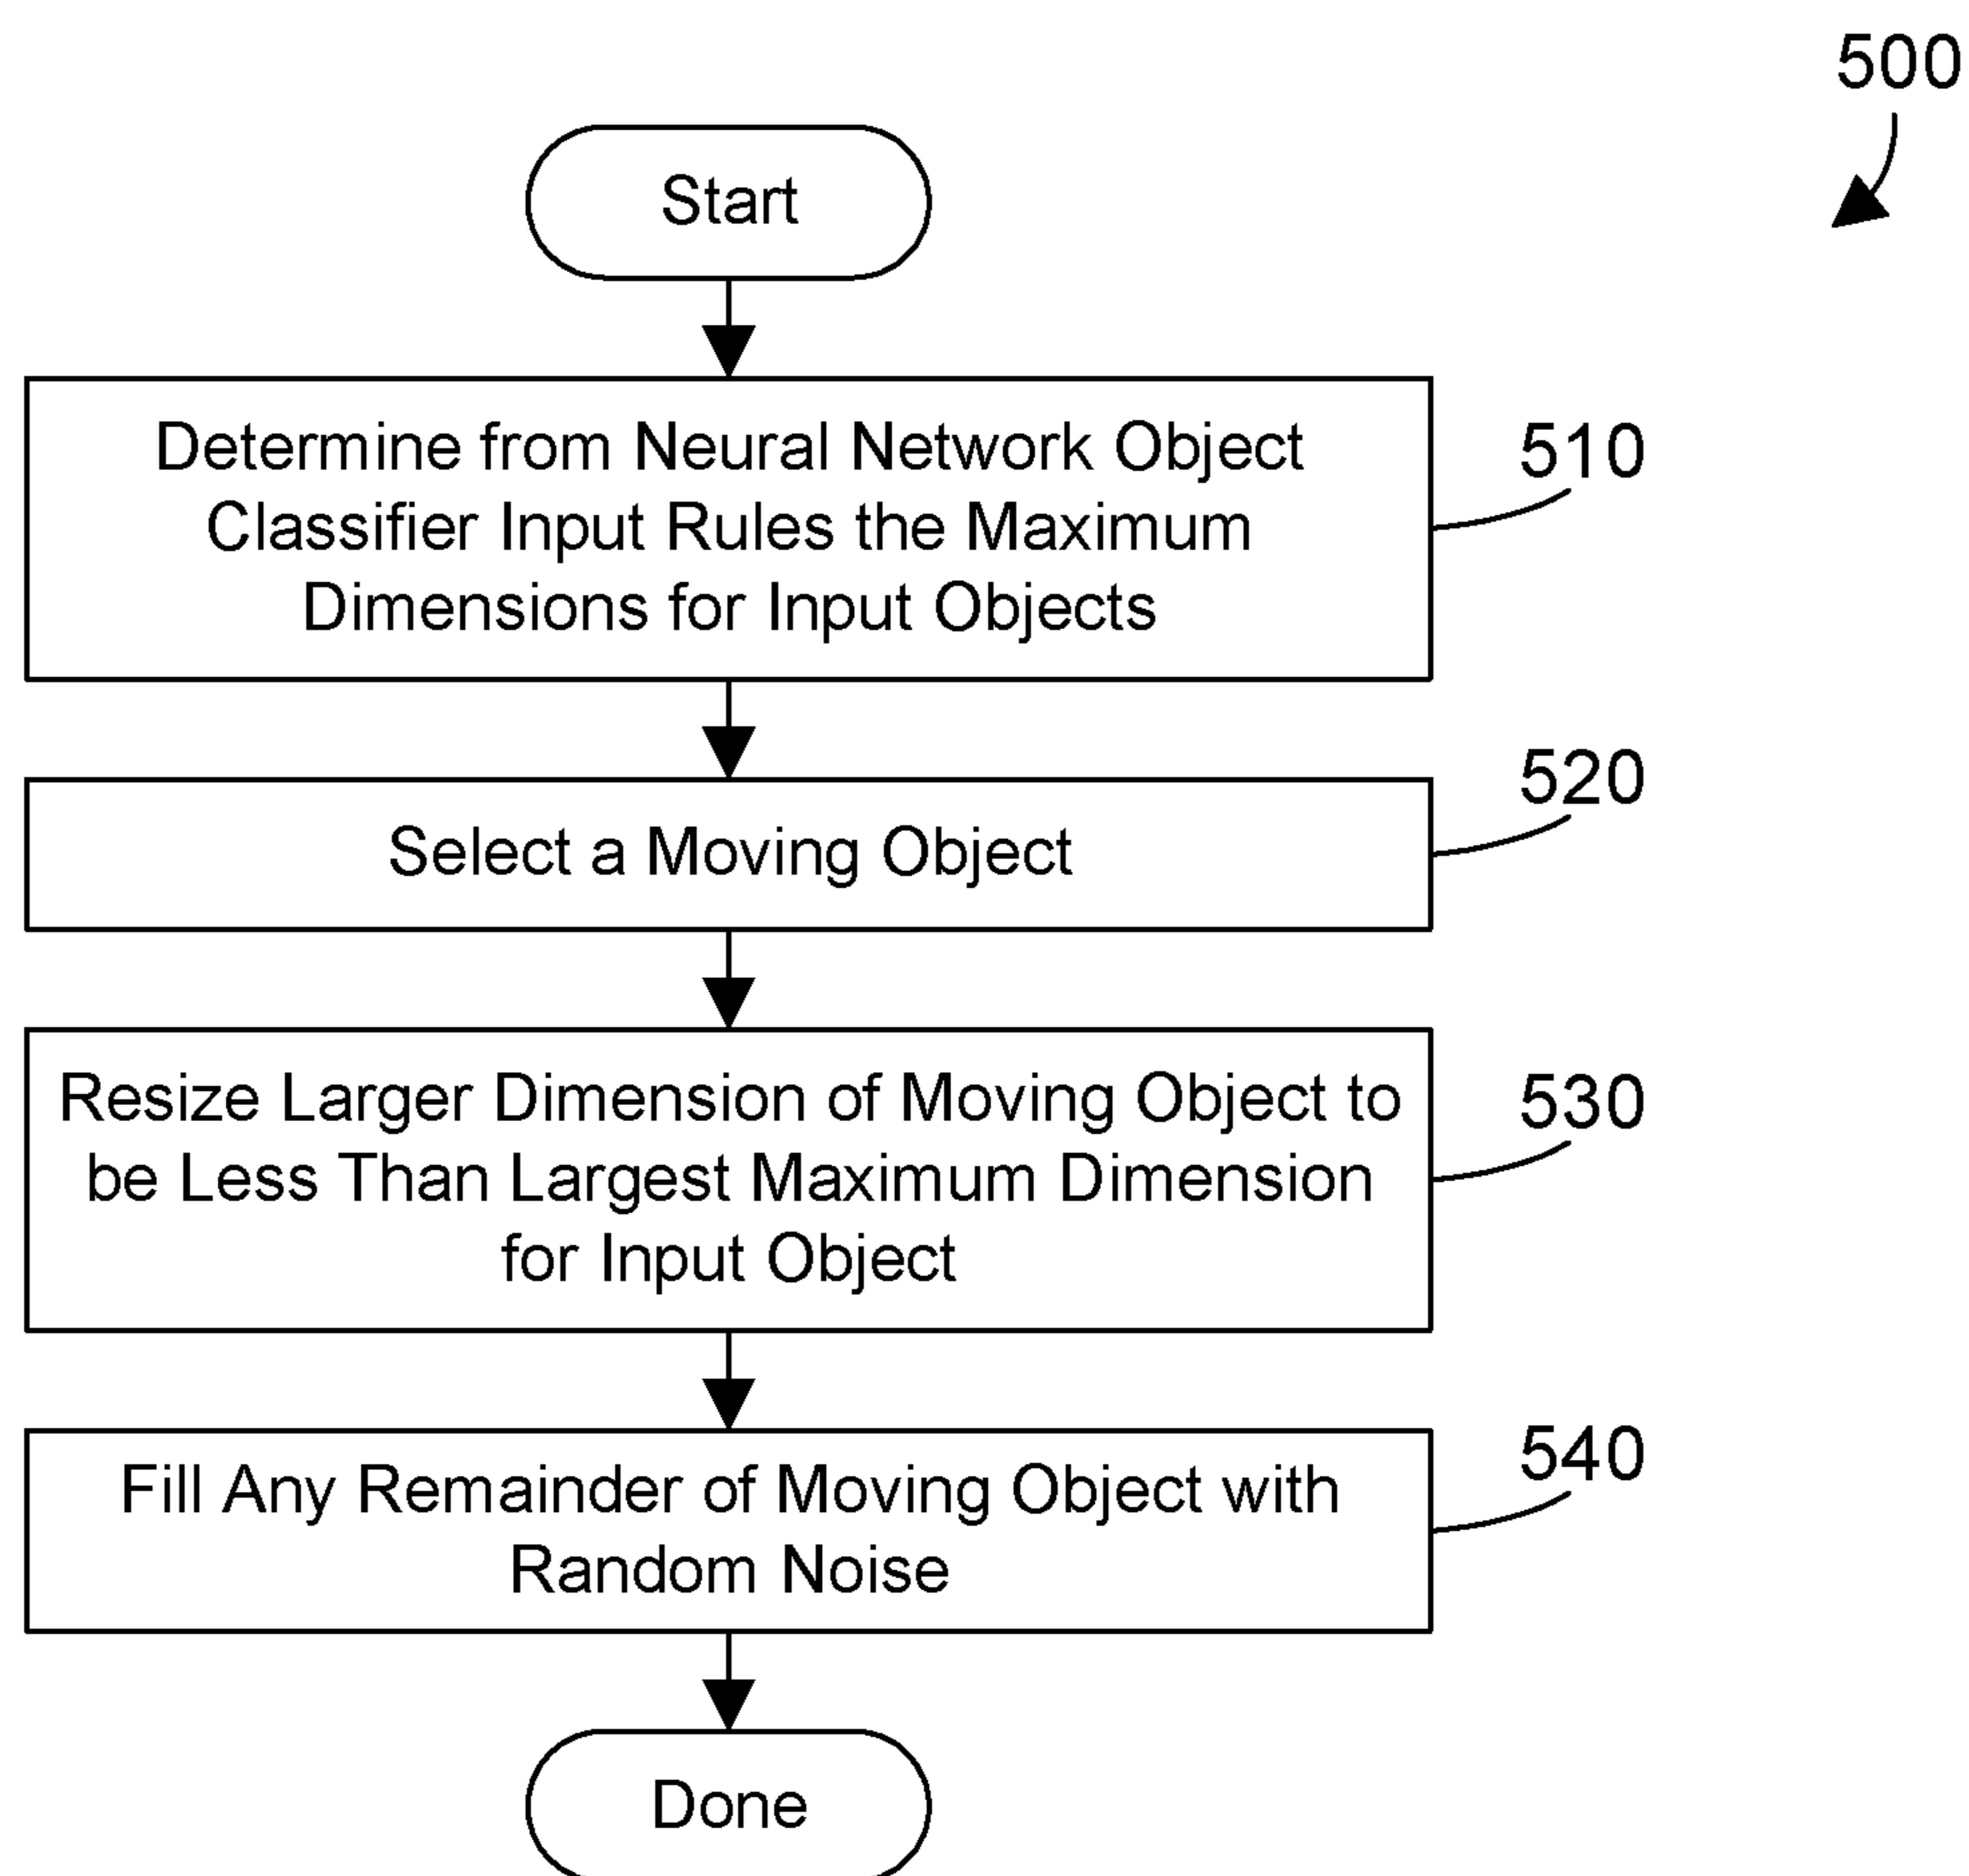 500
Start
Determine from Neural Network Object
Classifier Input Rules the Maximum
Dimensions for Input Objects
510
Select a Moving Object
520
Resize Larger Dimension of Moving Object to
be Less Than Largest Maximum Dimension
for Input Object
530
Fill Any Remainder of Moving Object with
Random Noise
540
Done